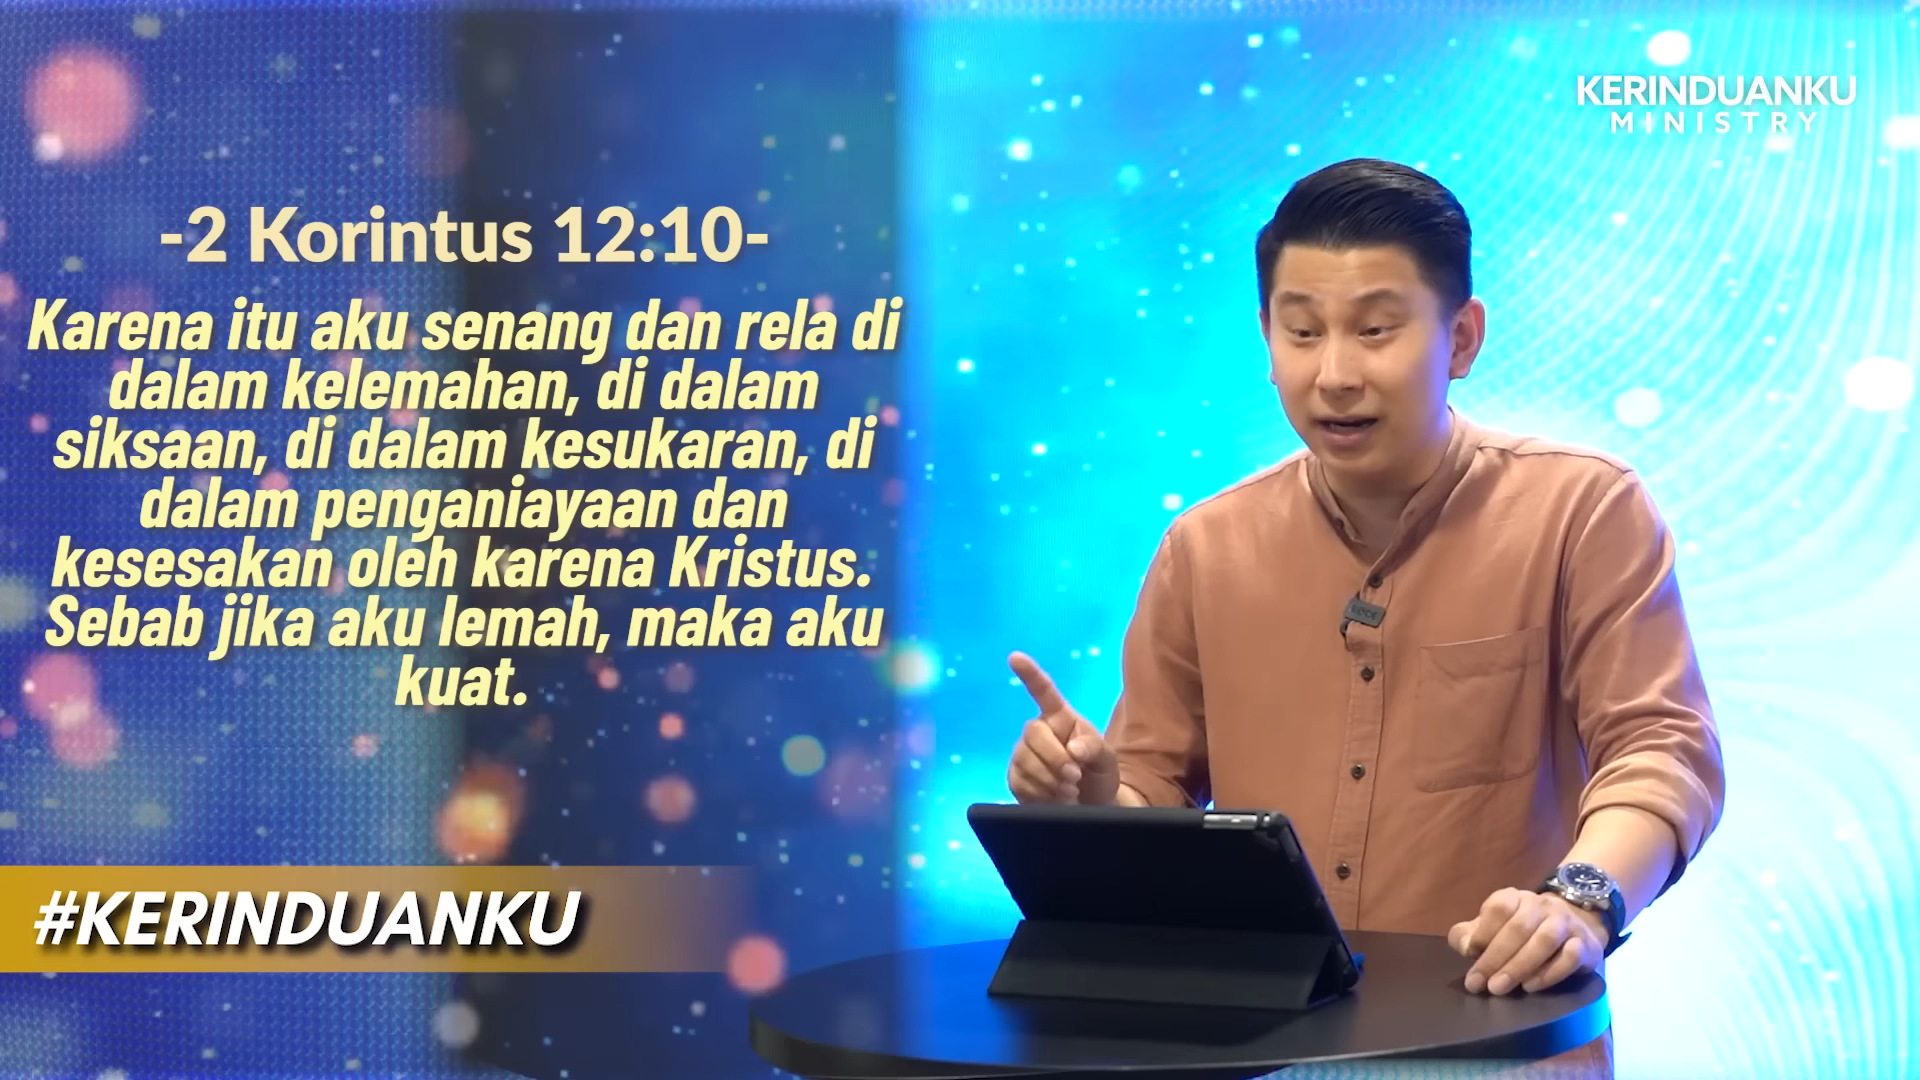 KERINDUANKU
MINISTRY
-2 Korintus 12:10-
Karena itu aku senang dan rela di
dalam kelemahan, di dalam
siksaan, di dalam kesukaran, di
dalam penganiayaan dan
kesesakan oleh karena Kristus.
Sebab jika aku lemah, maka aku
kuat.
#KERINDUANKU